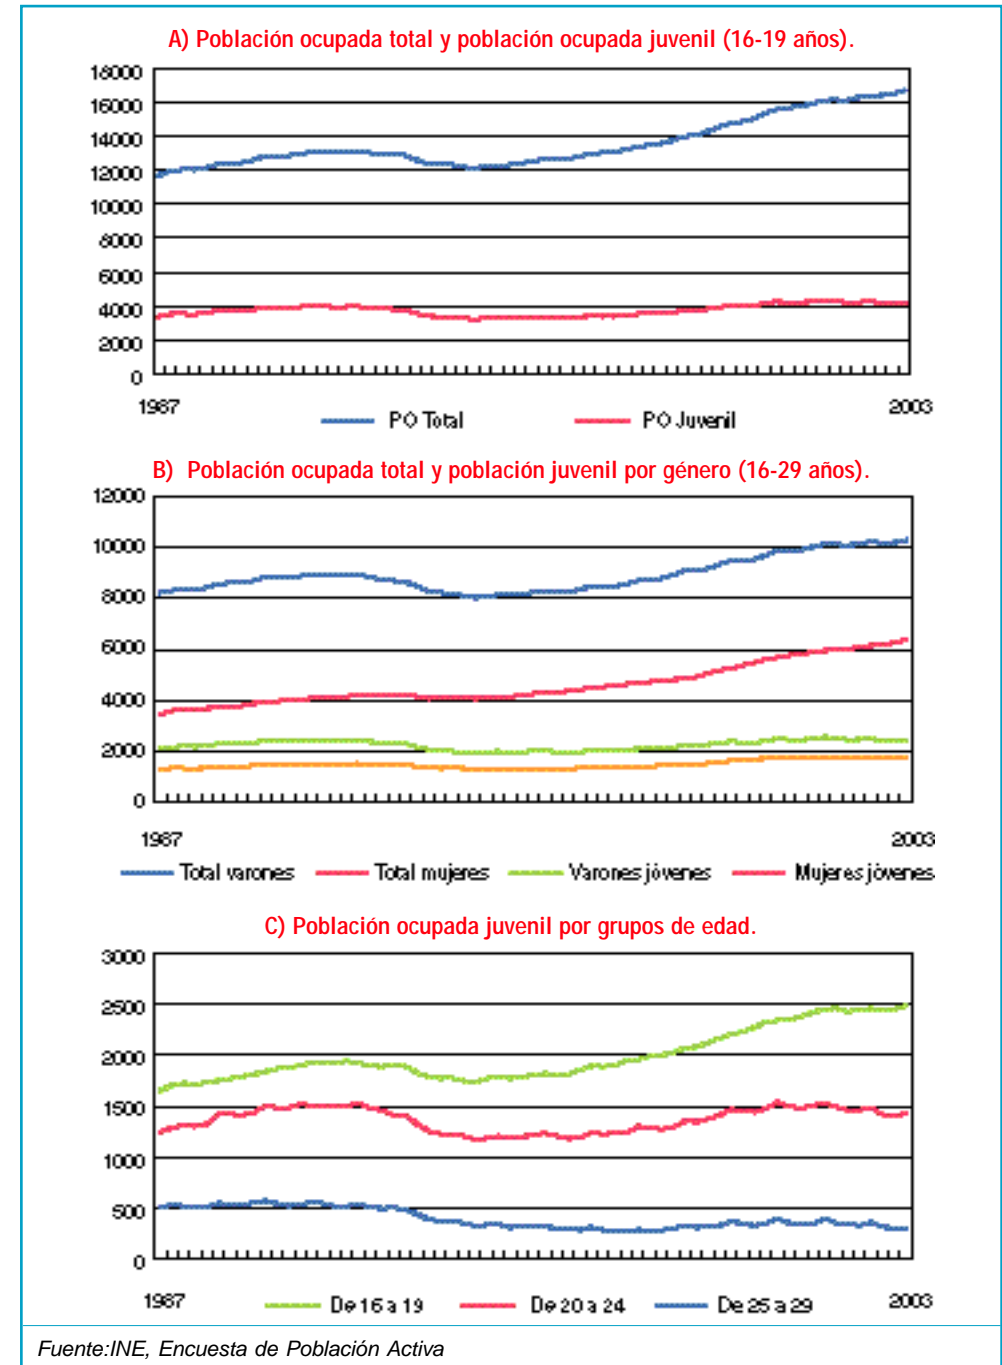 A) Población ocupada total y población ocupada juvenil (16-19 años).
18000
16000
14000
12000
10000
8000
6000
4000
2000
0
1987
2003
PO Total
PO Juvenil
B) Población ocupada total y población juvenil por género (16-29 años).
12000
10000
8000
6000
4000
2000
0
1987
2003
Total varones
Total mujeres
Varones jóvenes
Mujeres jóvenes
C) Población ocupada juvenil por grupos de edad.
3000
2500
2000
1500
1000
500
0
1987
2003
De 16 a 19
De 20 a 24
De 25 a 29
Fuente:INE, Encuesta de Población Activa